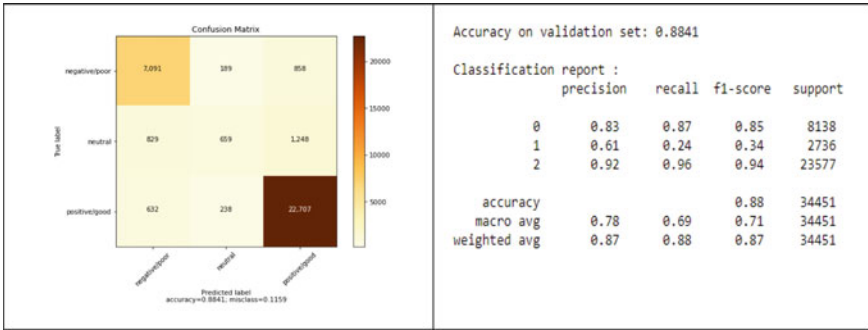 Confusion Matrix
negative/poor 7,091 189 858
neutral 829 659 1,248
positive/good 632 238 22,707
True label
negative/poor neutral positive/good
Predicted label
accuracy=0.8841; misclass=0.1159
20000
15000
10000
5000
Accuracy on validation set: 0.8841
Classification report :
precision recall f1-score support
0 0.83 0.87 0.85 8138
1 0.61 0.24 0.34 2736
2 0.92 0.96 0.94 23577
accuracy 0.88 34451
macro avg 0.78 0.69 0.71 34451
weighted avg 0.87 0.88 0.87 34451